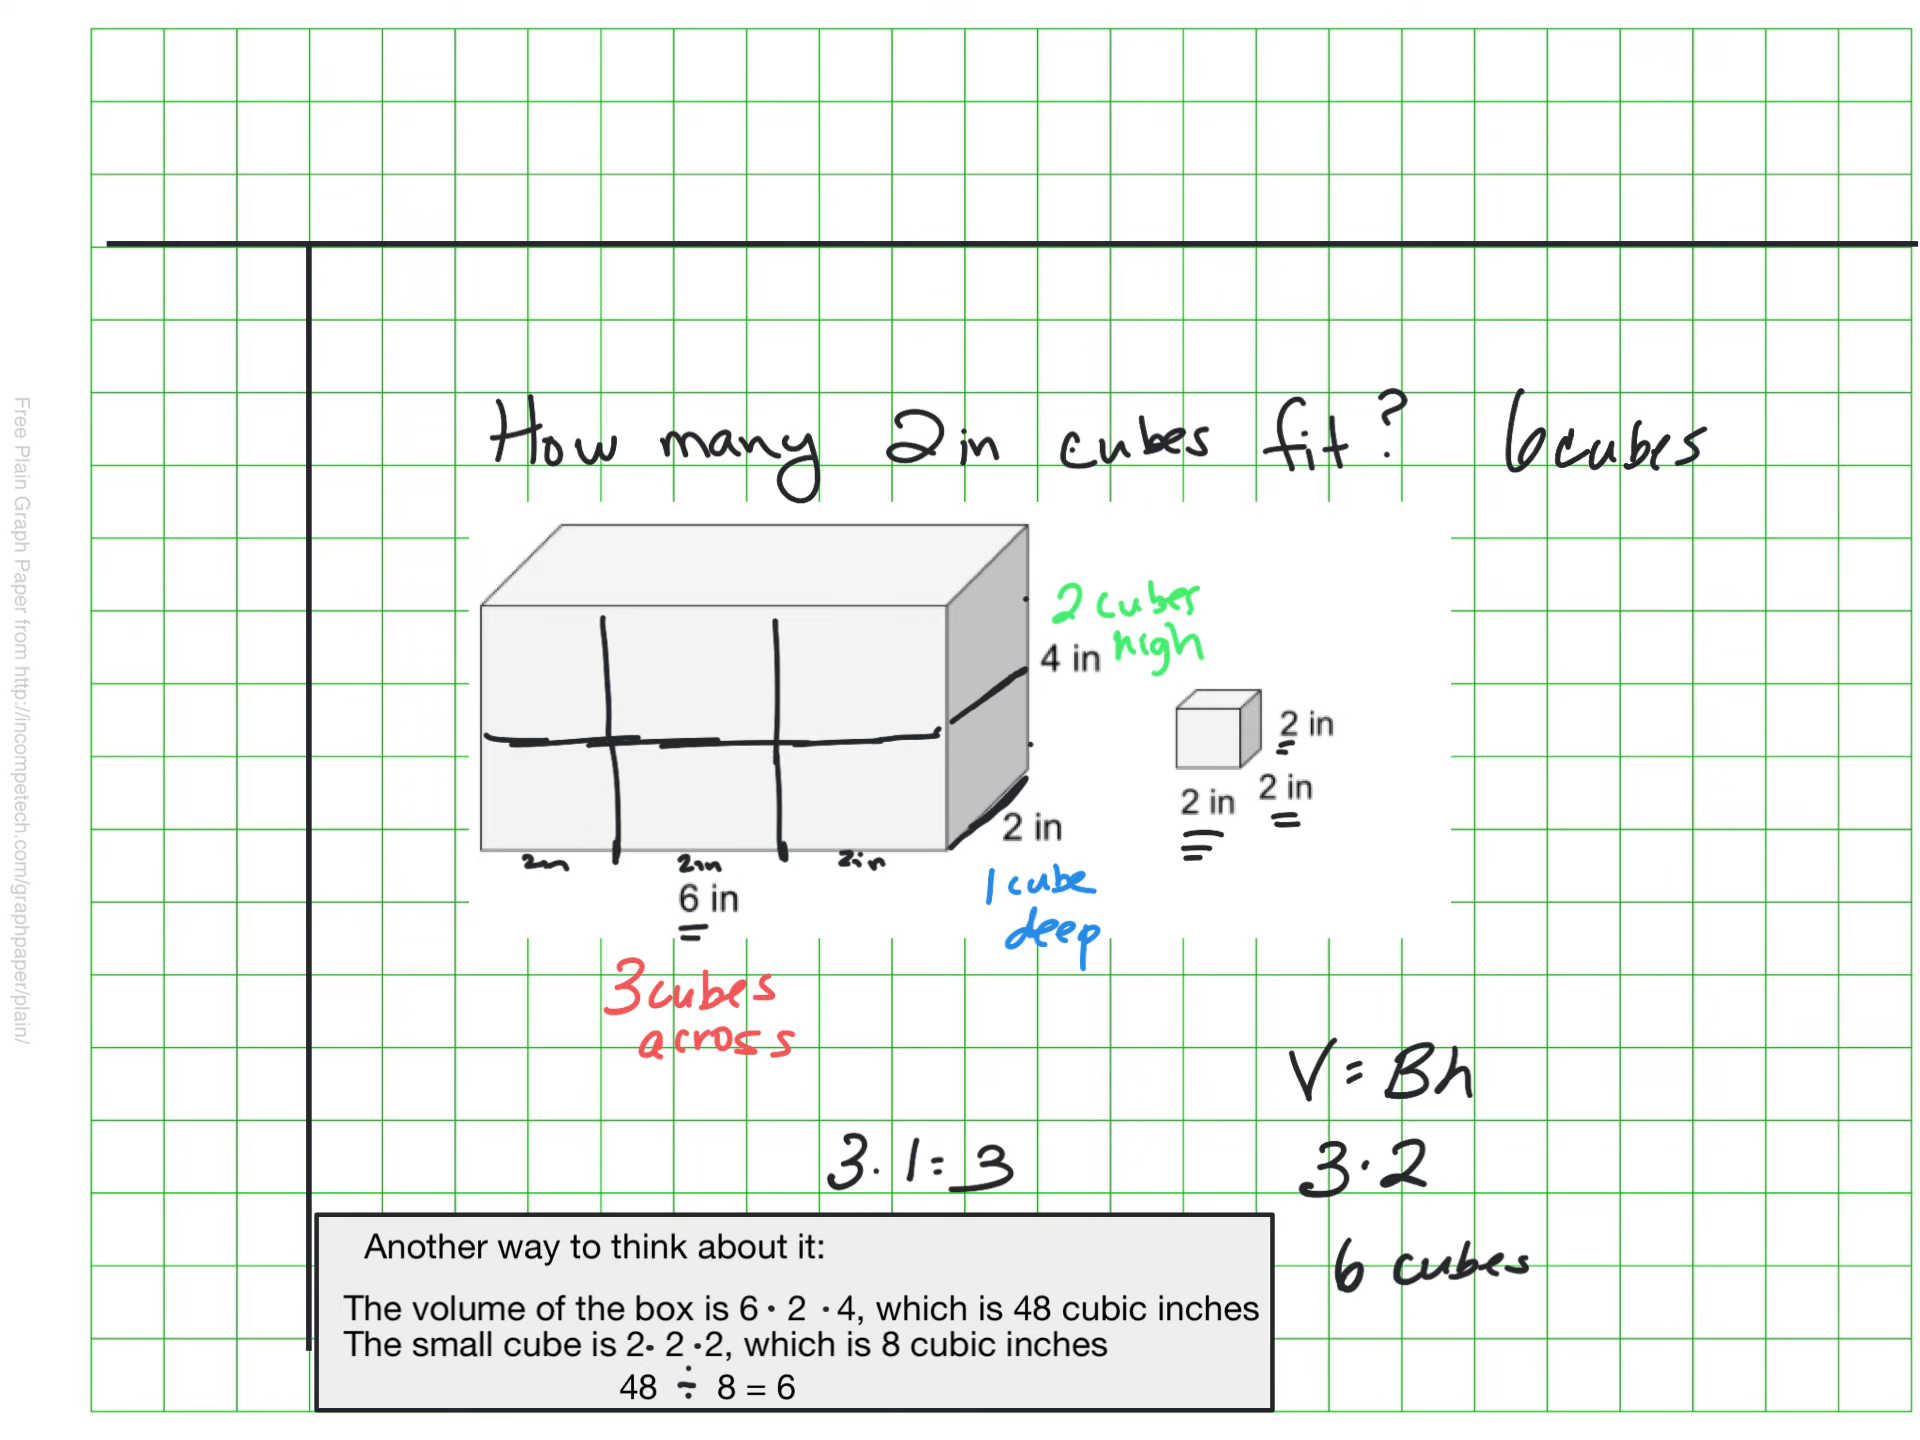 How many 2in cubes fit? 6cubes
2 cubes
high
4 in
2 in
2 in
2 in
2 in
2in
2in
2in
6 in
1 cube
deep
3cubes
across
V = Bh
3·1=3
3·2
6 cubes
Another way to think about it:
The volume of the box is 6 · 2 · 4, which is 48 cubic inches
The small cube is 2· 2 ·2, which is 8 cubic inches
48 ÷ 8 = 6
Free Plain Graph Paper from http://incompetech.com/graphpaper/plain/